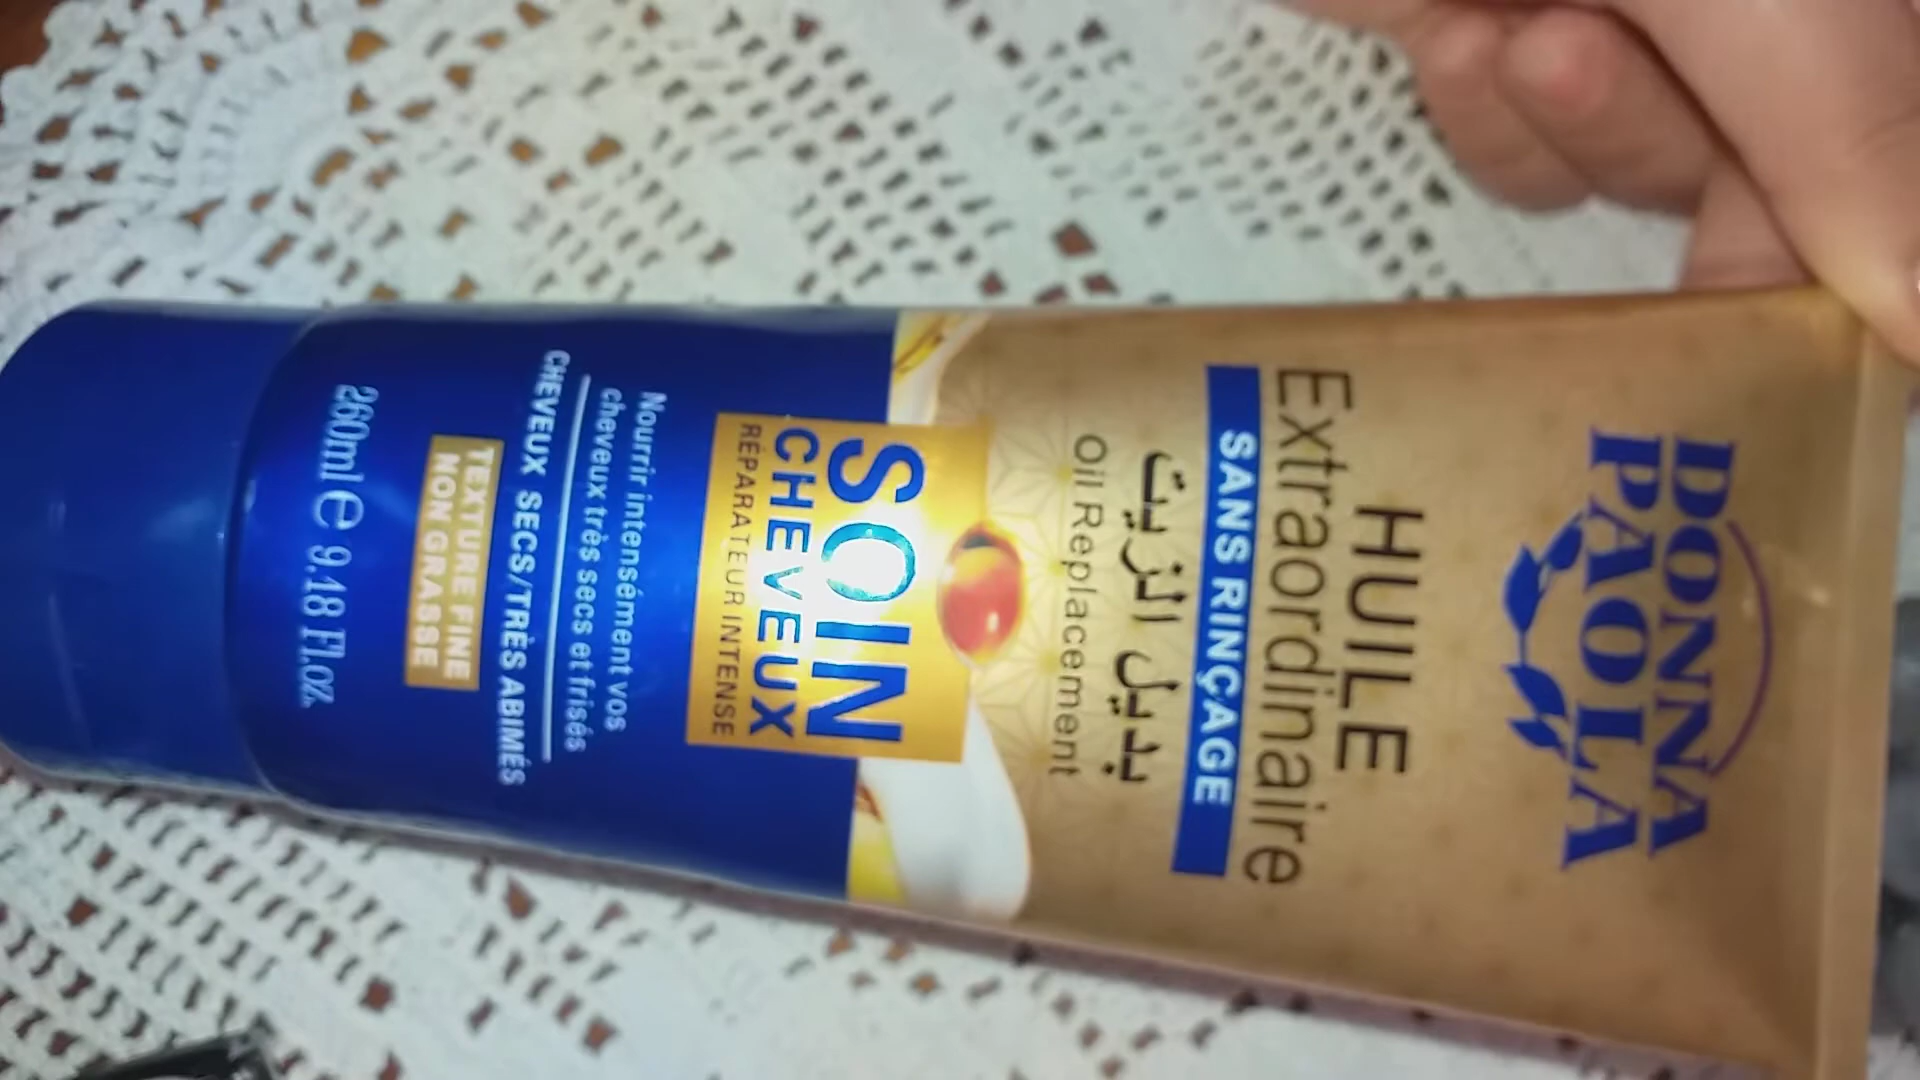 DONNA
PAOLA
HUILE
Extraordinaire
SANS RINÇAGE
بديل الزيت
Oil Replacement
SOIN
CHEVEUX
RÉPARATEUR INTENSE
Nourrir intensément vos
cheveux très secs et frisés
CHEVEUX SECS/TRÈS ABIMÉS
TEXTURE FINE
NON GRASSE
260ml e 9.18 Fl.oz.